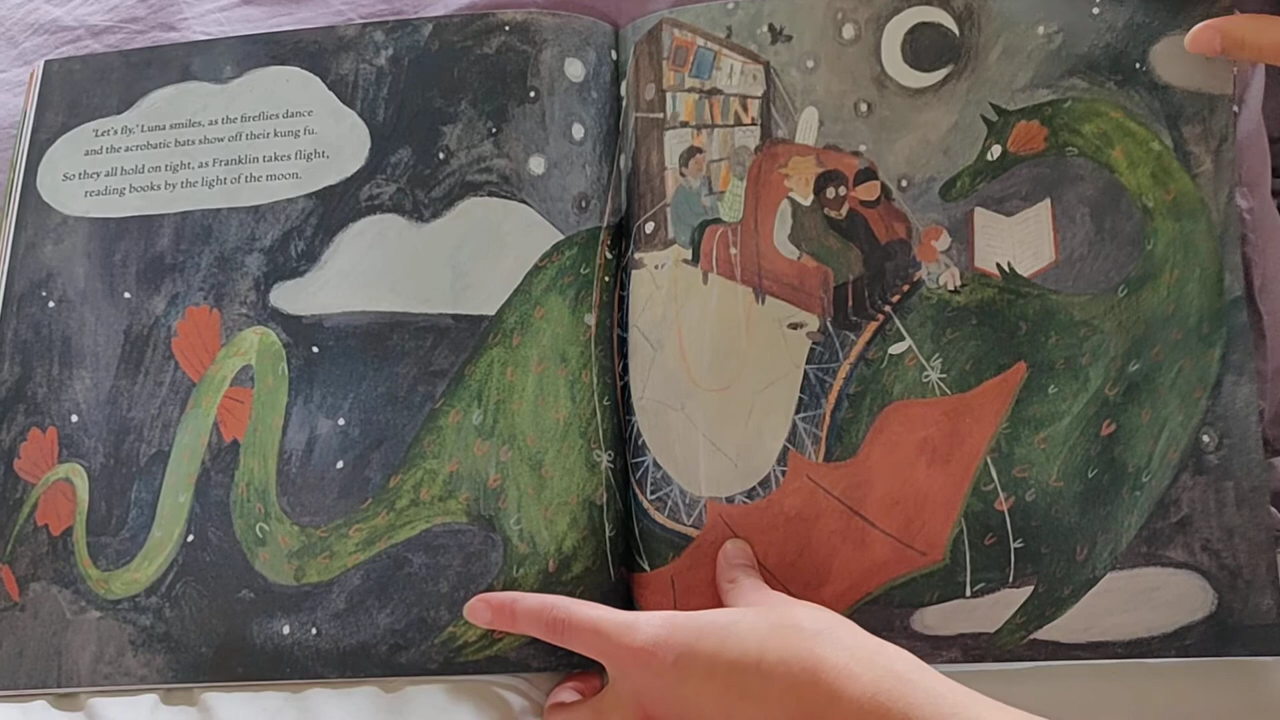 'Let's fly,' Luna smiles, as the fireflies dance
and the acrobatic bats show off their kung fu.
So they all hold on tight, as Franklin takes flight,
reading books by the light of the moon.